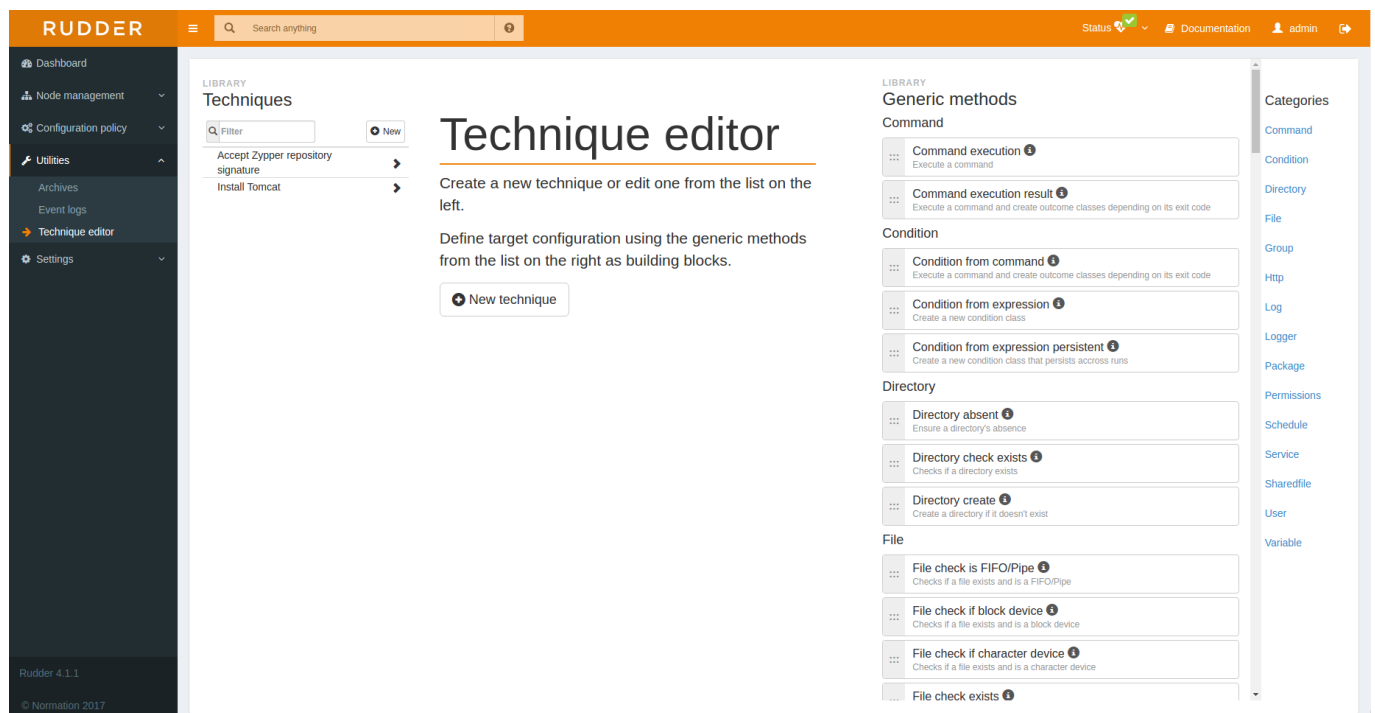 RUDDER
Search anything
Status
Documentation
admin
Dashboard
Node management
Configuration policy
Utilities
Archives
Event logs
Technique editor
Settings
Rudder 4.1.1
© Normation 2017
LIBRARY
Techniques
Filter
New
Accept Zypper repository
signature
Install Tomcat
Technique editor
Create a new technique or edit one from the list on the
left.
Define target configuration using the generic methods
from the list on the right as building blocks.
New technique
LIBRARY
Generic methods
Command
Command execution
Execute a command
Command execution result
Execute a command and create outcome classes depending on its exit code
Condition
Condition from command
Execute a command and create outcome classes depending on its exit code
Condition from expression
Create a new condition class
Condition from expression persistent
Create a new condition class that persists accross runs
Directory
Directory absent
Ensure a directory's absence
Directory check exists
Checks if a directory exists
Directory create
Create a directory if it doesn't exist
File
File check is FIFO/Pipe
Checks if a file exists and is a FIFO/Pipe
File check if block device
Checks if a file exists and is a block device
File check if character device
Checks if a file exists and is a character device
File check exists
Categories
Command
Condition
Directory
File
Group
Http
Log
Logger
Package
Permissions
Schedule
Service
Sharedfile
User
Variable